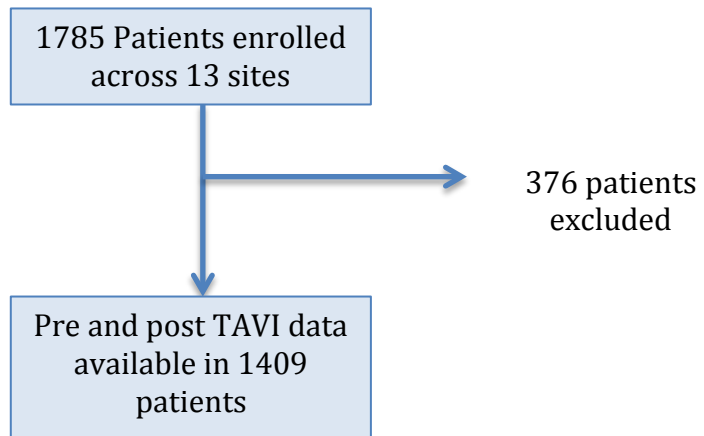 1785 Patients enrolled
across 13 sites
376 patients
excluded
Pre and post TAVI data
available in 1409
patients